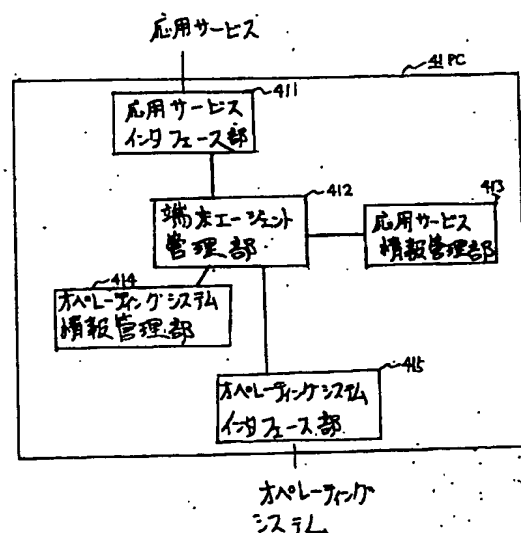 応用サービス
41PC
411
応用サービス
インタフェース部
412
端末エージェント
管理部
413
応用サービス
情報管理部
414
オペレーティングシステム
情報管理部
415
オペレーティングシステム
インタフェース部
オペレーティング
システム